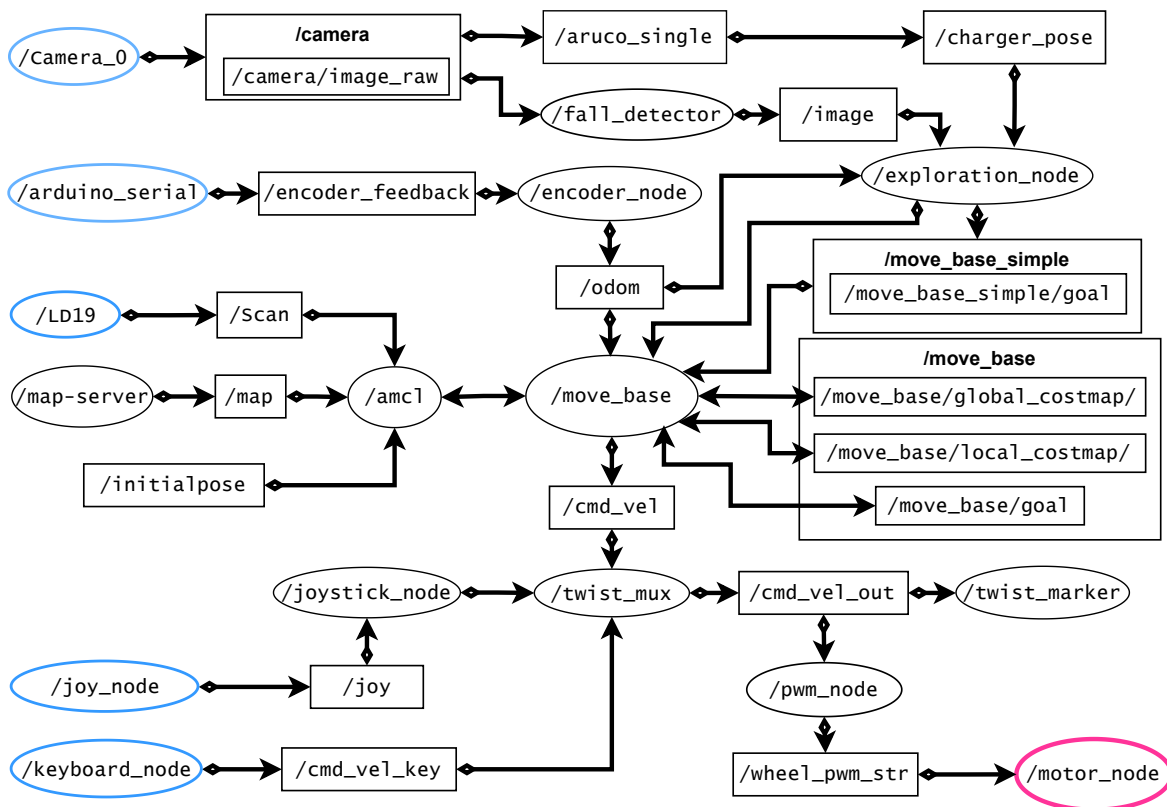 /Camera_0
/camera
/camera/image_raw
/aruco_single
/charger_pose
/fall_detector
/image
/arduino_serial
/encoder_feedback
/encoder_node
/exploration_node
/odom
/move_base_simple
/move_base_simple/goal
/LD19
/Scan
/map-server
/map
/amcl
/move_base
/move_base
/move_base/global_costmap/
/move_base/local_costmap/
/move_base/goal
/initialpose
/cmd_vel
/joystick_node
/twist_mux
/cmd_vel_out
/twist_marker
/joy_node
/joy
/pwm_node
/keyboard_node
/cmd_vel_key
/wheel_pwm_str
/motor_node